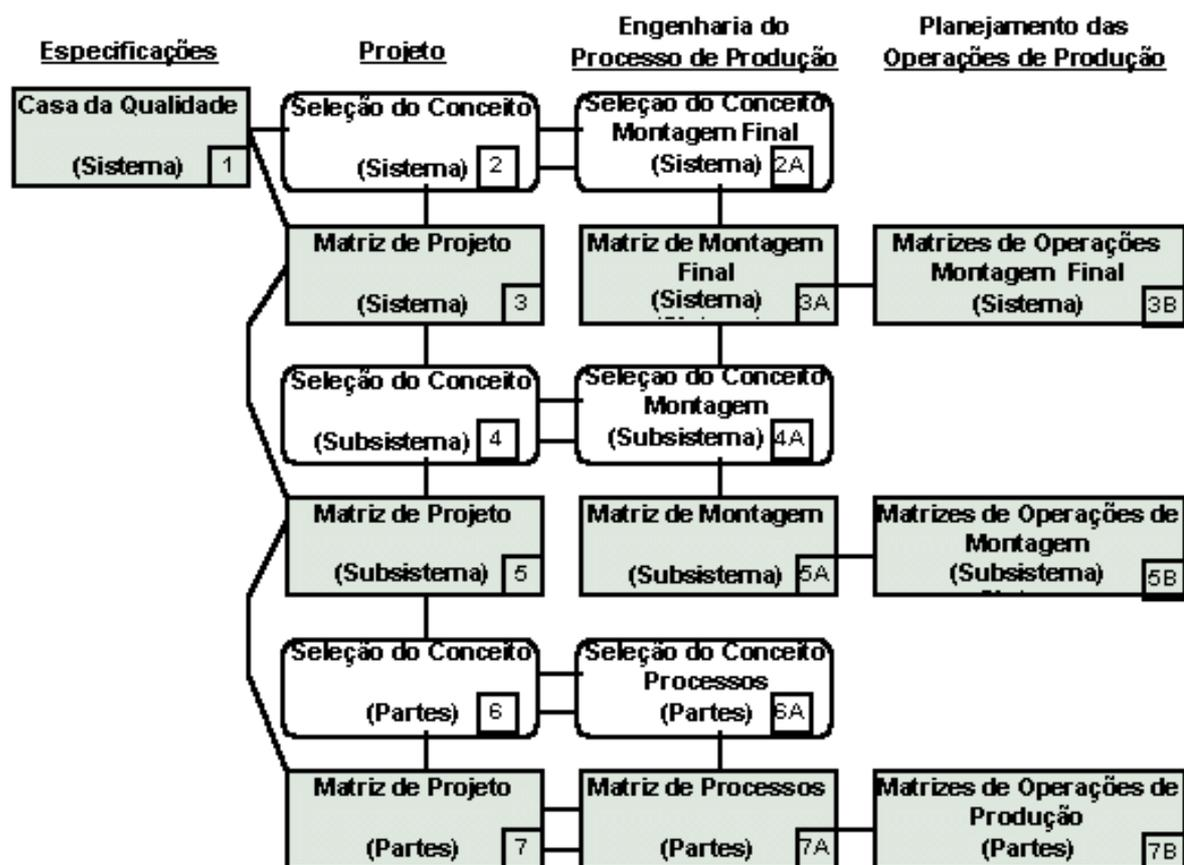 Especificações
Projeto
Engenharia do
Processo de Produção
Planejamento das
Operações de Produção
Casa da Qualidade
(Sistema)
1
Seleção do Conceito
(Sistema)
2
Seleção do Conceito
Montagem Final
(Sistema)
2A
Matriz de Projeto
(Sistema)
3
Matriz de Montagem
Final
(Sistema)
3A
Matrizes de Operações
Montagem Final
(Sistema)
3B
Seleção do Conceito
(Subsistema)
4
Seleção do Conceito
Montagem
(Subsistema)
4A
Matriz de Projeto
(Subsistema)
5
Matriz de Montagem
(Subsistema)
5A
Matrizes de Operações de
Montagem
(Subsistema)
5B
Seleção do Conceito
(Partes)
6
Seleção do Conceito
Processos
(Partes)
6A
Matriz de Projeto
(Partes)
7
Matriz de Processos
(Partes)
7A
Matrizes de Operações de
Produção
(Partes)
7B